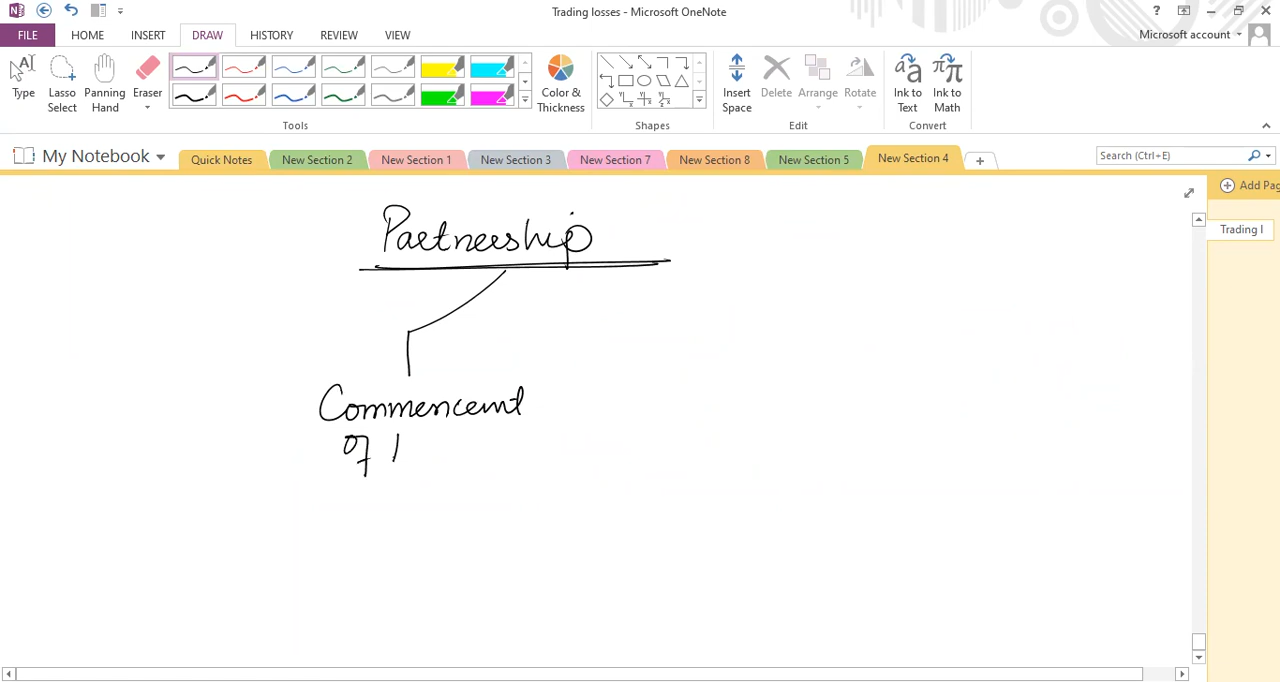 Trading losses - Microsoft OneNote
FILE HOME INSERT DRAW HISTORY REVIEW VIEW
Microsoft account
Type
Lasso Select
Panning Hand
Eraser
Color & Thickness
Insert Space
Delete
Arrange
Rotate
Ink to Text
Ink to Math
Tools
Shapes
Edit
Convert
My Notebook
Quick Notes
New Section 2
New Section 1
New Section 3
New Section 7
New Section 8
New Section 5
New Section 4
Search (Ctrl+E)
Add Pag
Trading l
Partnership
Commencemt
of